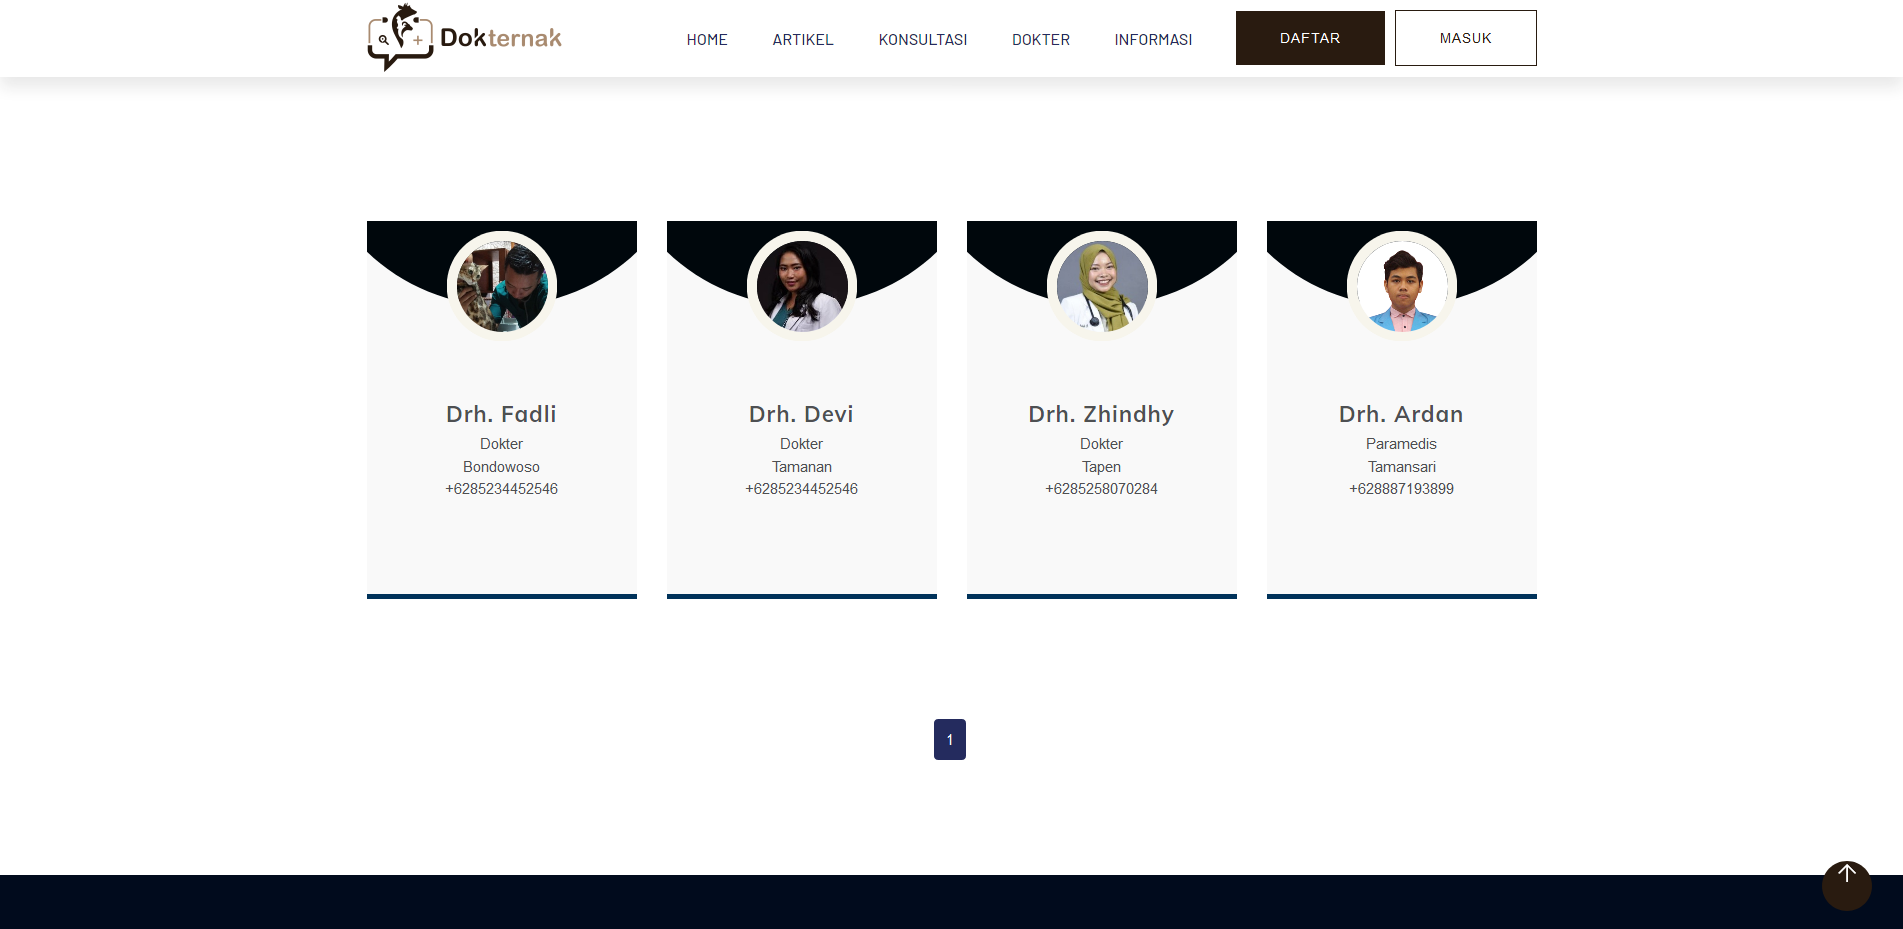 Dokternak
HOME
ARTIKEL
KONSULTASI
DOKTER
INFORMASI
DAFTAR
MASUK
Drh. Fadli
Dokter
Bondowoso
+6285234452546
Drh. Devi
Dokter
Tamanan
+6285234452546
Drh. Zhindhy
Dokter
Tapen
+6285258070284
Drh. Ardan
Paramedis
Tamansari
+628887193899
1